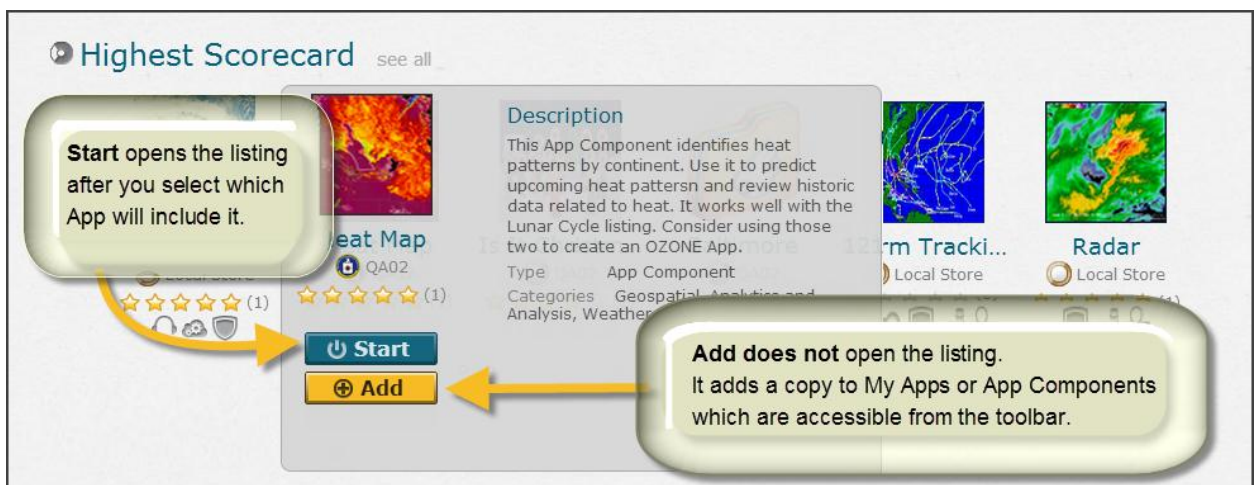 Highest Scorecard see all
Start opens the listing
after you select which
App will include it.
Local Store
(1)
eat Map
QA02
(1)
Start
Add
Description
This App Component identifies heat
patterns by continent. Use it to predict
upcoming heat pattersn and review historic
data related to heat. It works well with the
Lunar Cycle listing. Consider using those
two to create an OZONE App.
Type App Component
Categories Geospatial, Analytics and
Analysis, Weather
rm Tracki...
Local Store
Radar
Local Store
Add does not open the listing.
It adds a copy to My Apps or App Components
which are accessible from the toolbar.